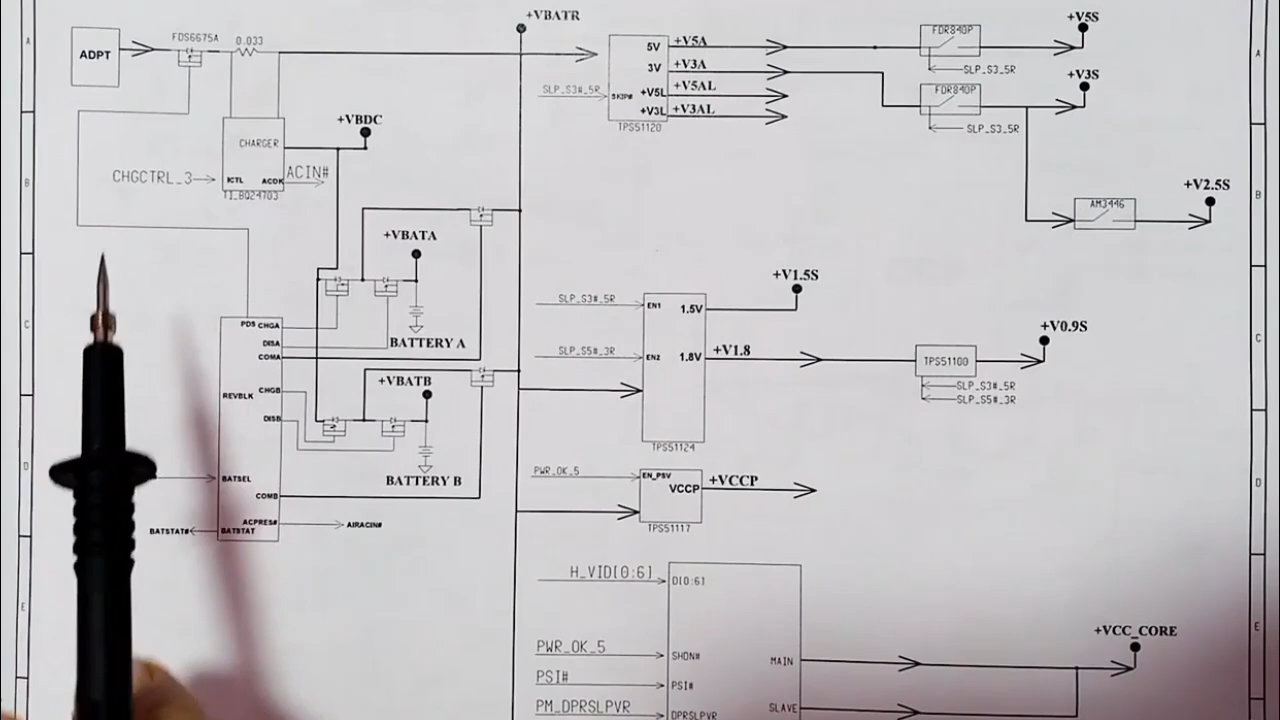 A
ADPT
FDS6675A
0.033
+VBATR
SLP_S3#_5R
SKIP#
5V
3V
+V5L
+V3L
TPS51120
+V5A
+V3A
+V5AL
+V3AL
FDR840P
SLP_S3_5R
+V5S
FDR840P
SLP_S3_5R
+V3S
A
B
CHARGER
+VBDC
CHGCTRL_3
ICTL
ACOK
ACIN#
TI_BQ24703
AM3446
+V2.5S
B
+VBATA
BATTERY A
C
PDS
CHGA
DISA
COMA
REVBLK
CHGB
DISB
BATSEL
COMB
ACPRES#
BATSTAT
BATSTAT#
AIRACIN#
+VBATB
BATTERY B
SLP_S3#_5R
EN1
1.5V
+V1.5S
SLP_S5#_3R
EN2
1.8V
+V1.8
TPS51124
TPS51100
SLP_S3#_5R
SLP_S5#_3R
+V0.9S
C
D
PWR_OK_5
EN_PSV
VCCP
+VCCP
TPS51117
D
E
H_VID[0:6]
D[0:6]
PWR_OK_5
SHDN#
PSI#
PSI#
PM_DPRSLPVR
DPRSLPVR
MAIN
SLAVE
+VCC_CORE
E